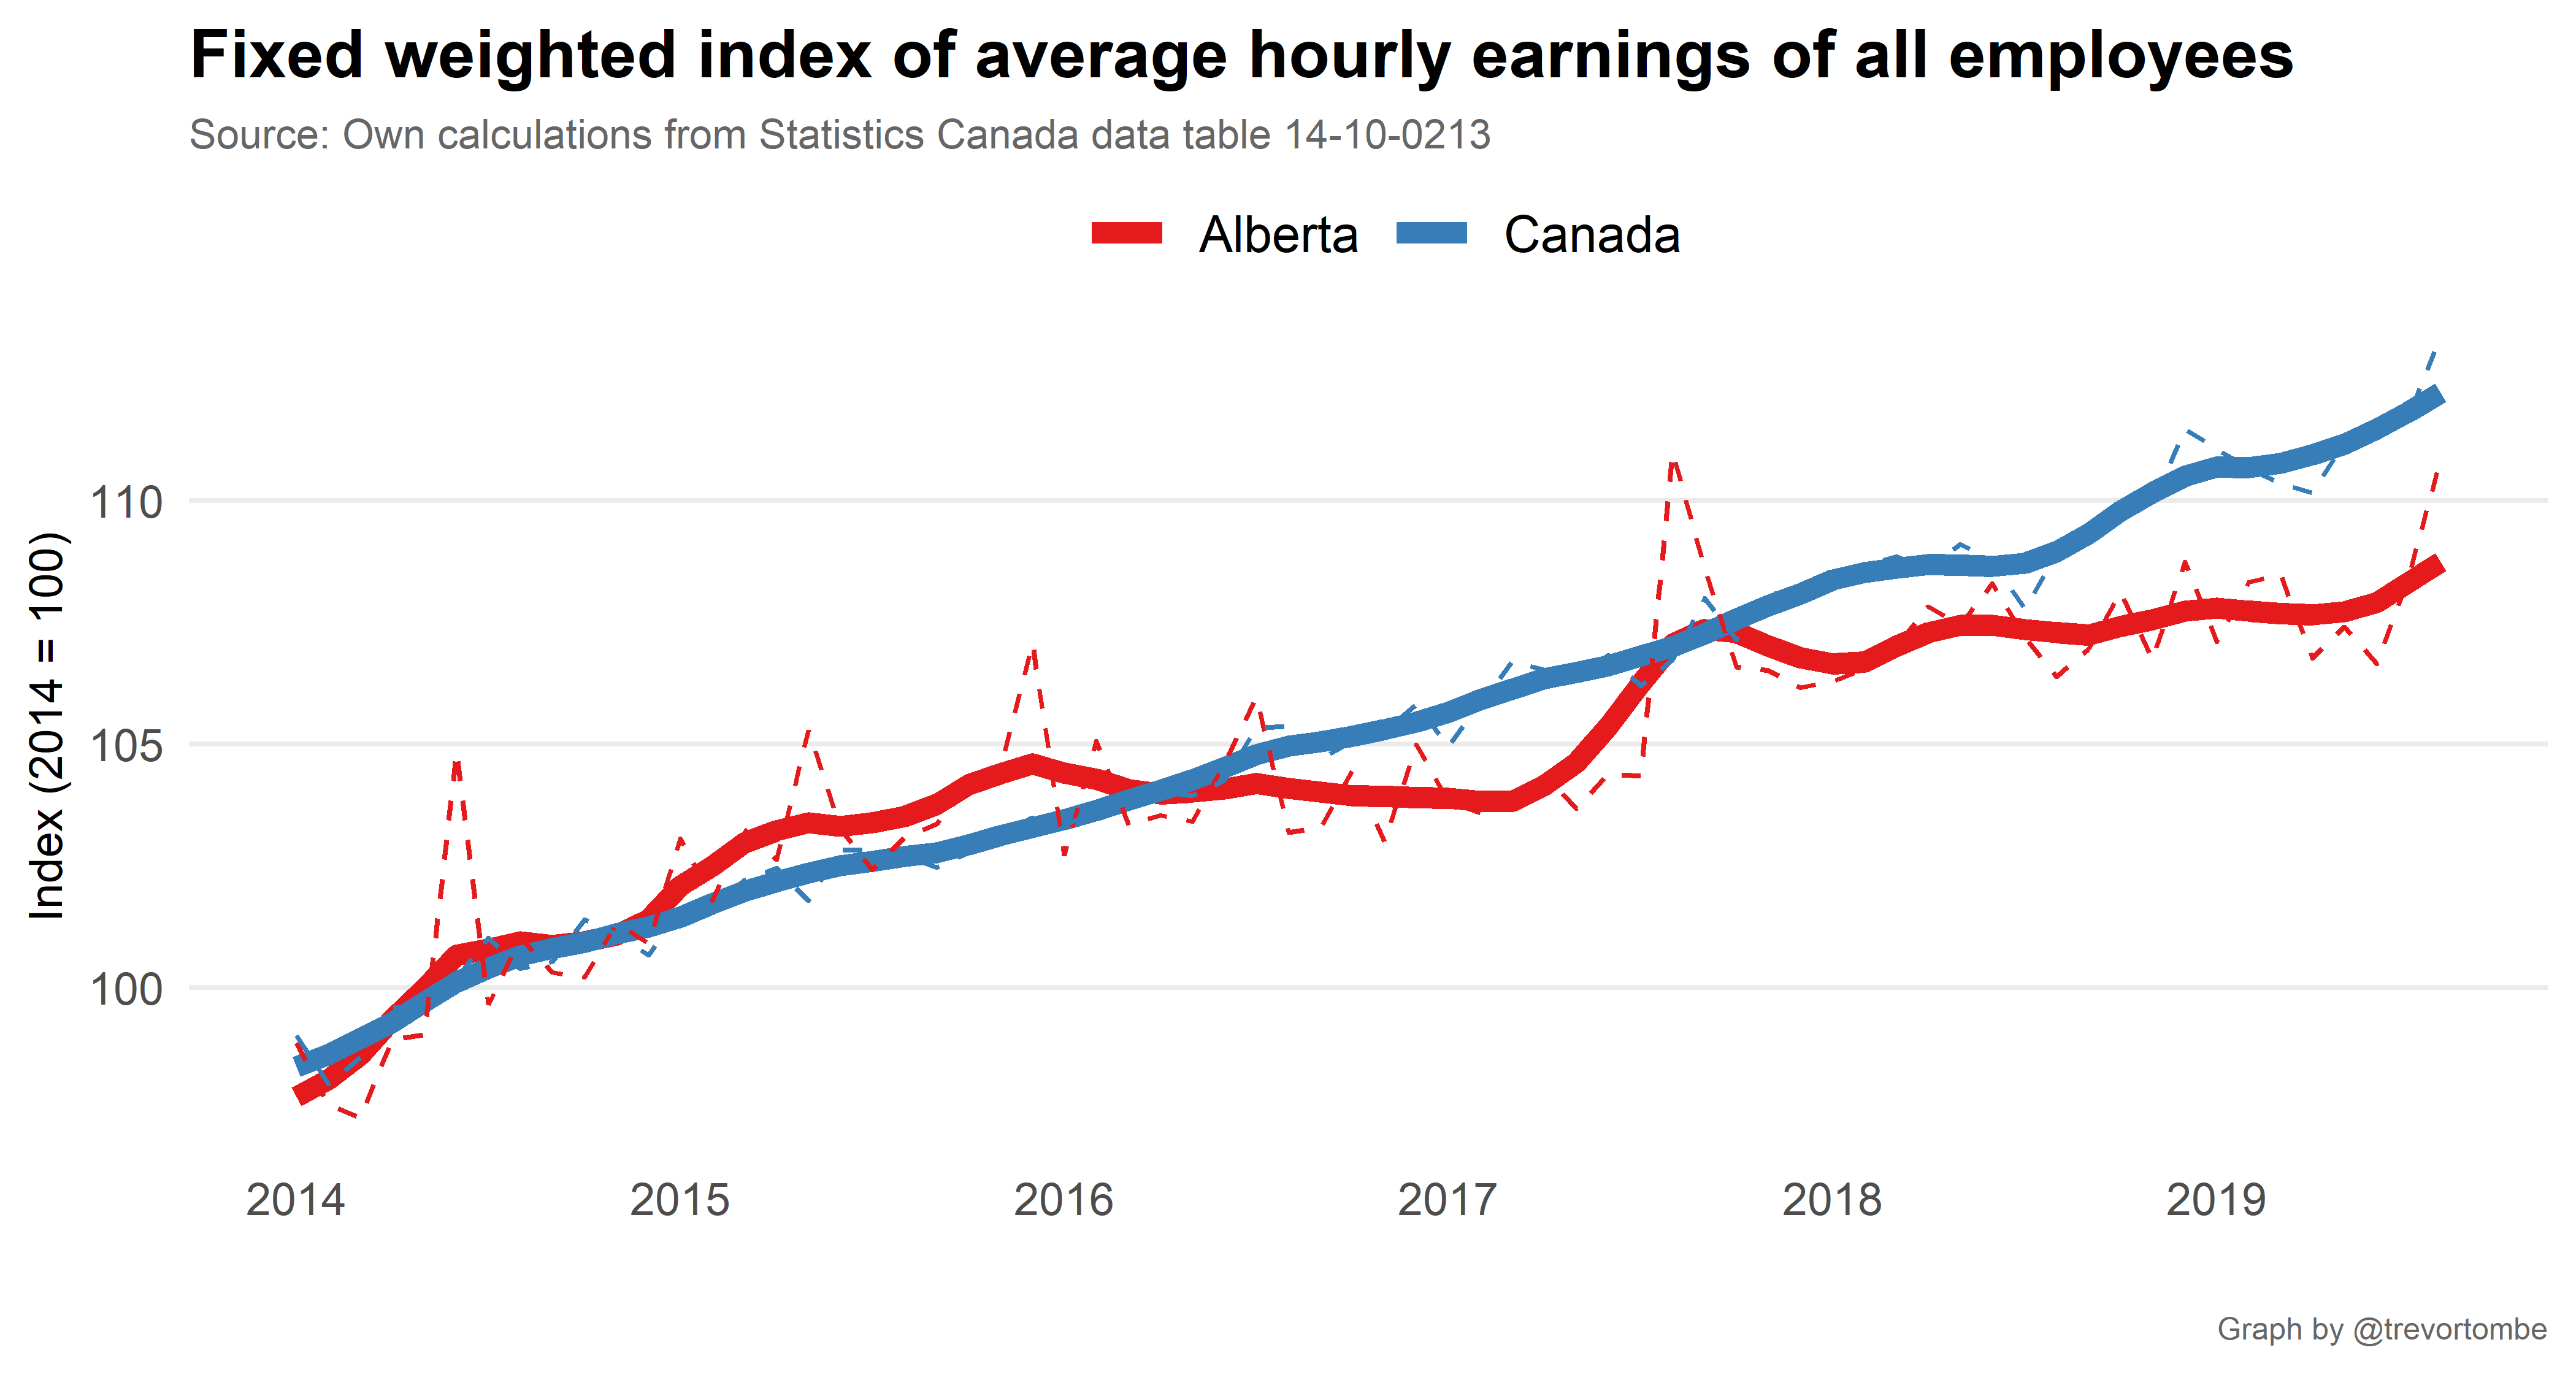 Fixed weighted index of average hourly earnings of all employees
Source: Own calculations from Statistics Canada data table 14-10-0213
Alberta Canada
Index (2014 = 100)
110
105
100
2014 2015 2016 2017 2018 2019
Graph by @trevortombe